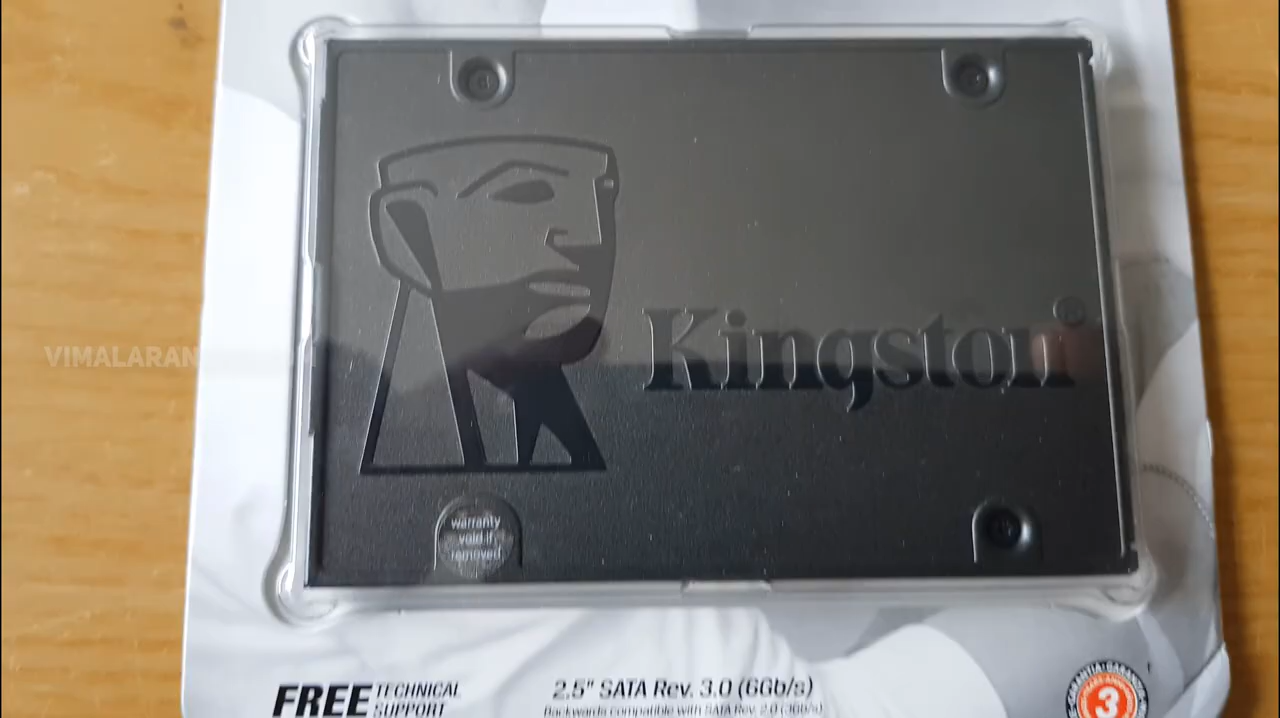 Kingston®
VIMALARAN
warranty
void if
removed
FREE TECHNICAL
SUPPORT
2.5" SATA Rev. 3.0 (6Gb/s)
Backwards compatible with SATA Rev. 2.0 (3Gb/s)
GARANTIA
3